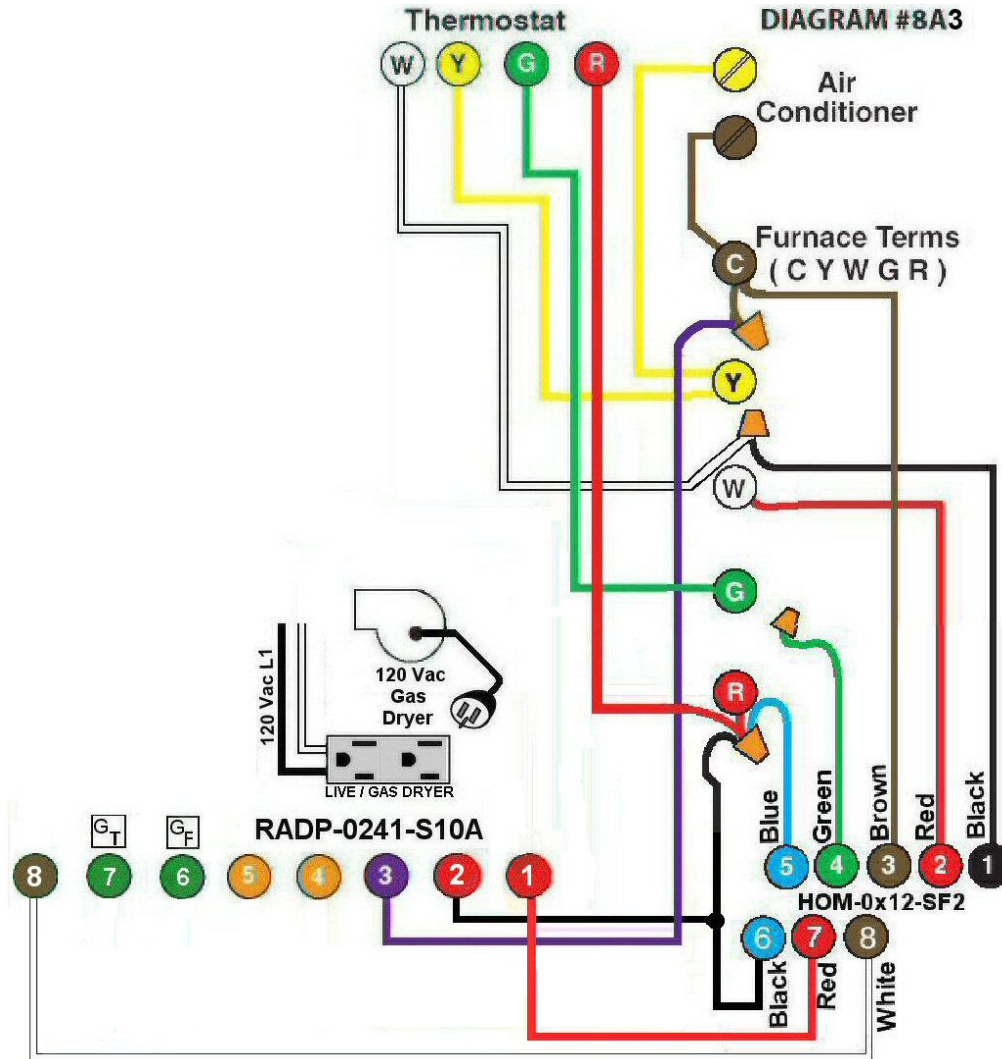 Thermostat
DIAGRAM #8A3
W Y G R
Air
Conditioner
Furnace Terms
( C Y W G R )
C
Y
W
G
R
120 Vac L1
120 Vac
Gas
Dryer
LIVE / GAS DRYER
RADP-0241-S10A
G T
G F
8 7 6 5 4 3 2 1
Blue
Green
Brown
Red
Black
5 4 3 2 1
HOM-0x12-SF2
6 7 8
Black
Red
White